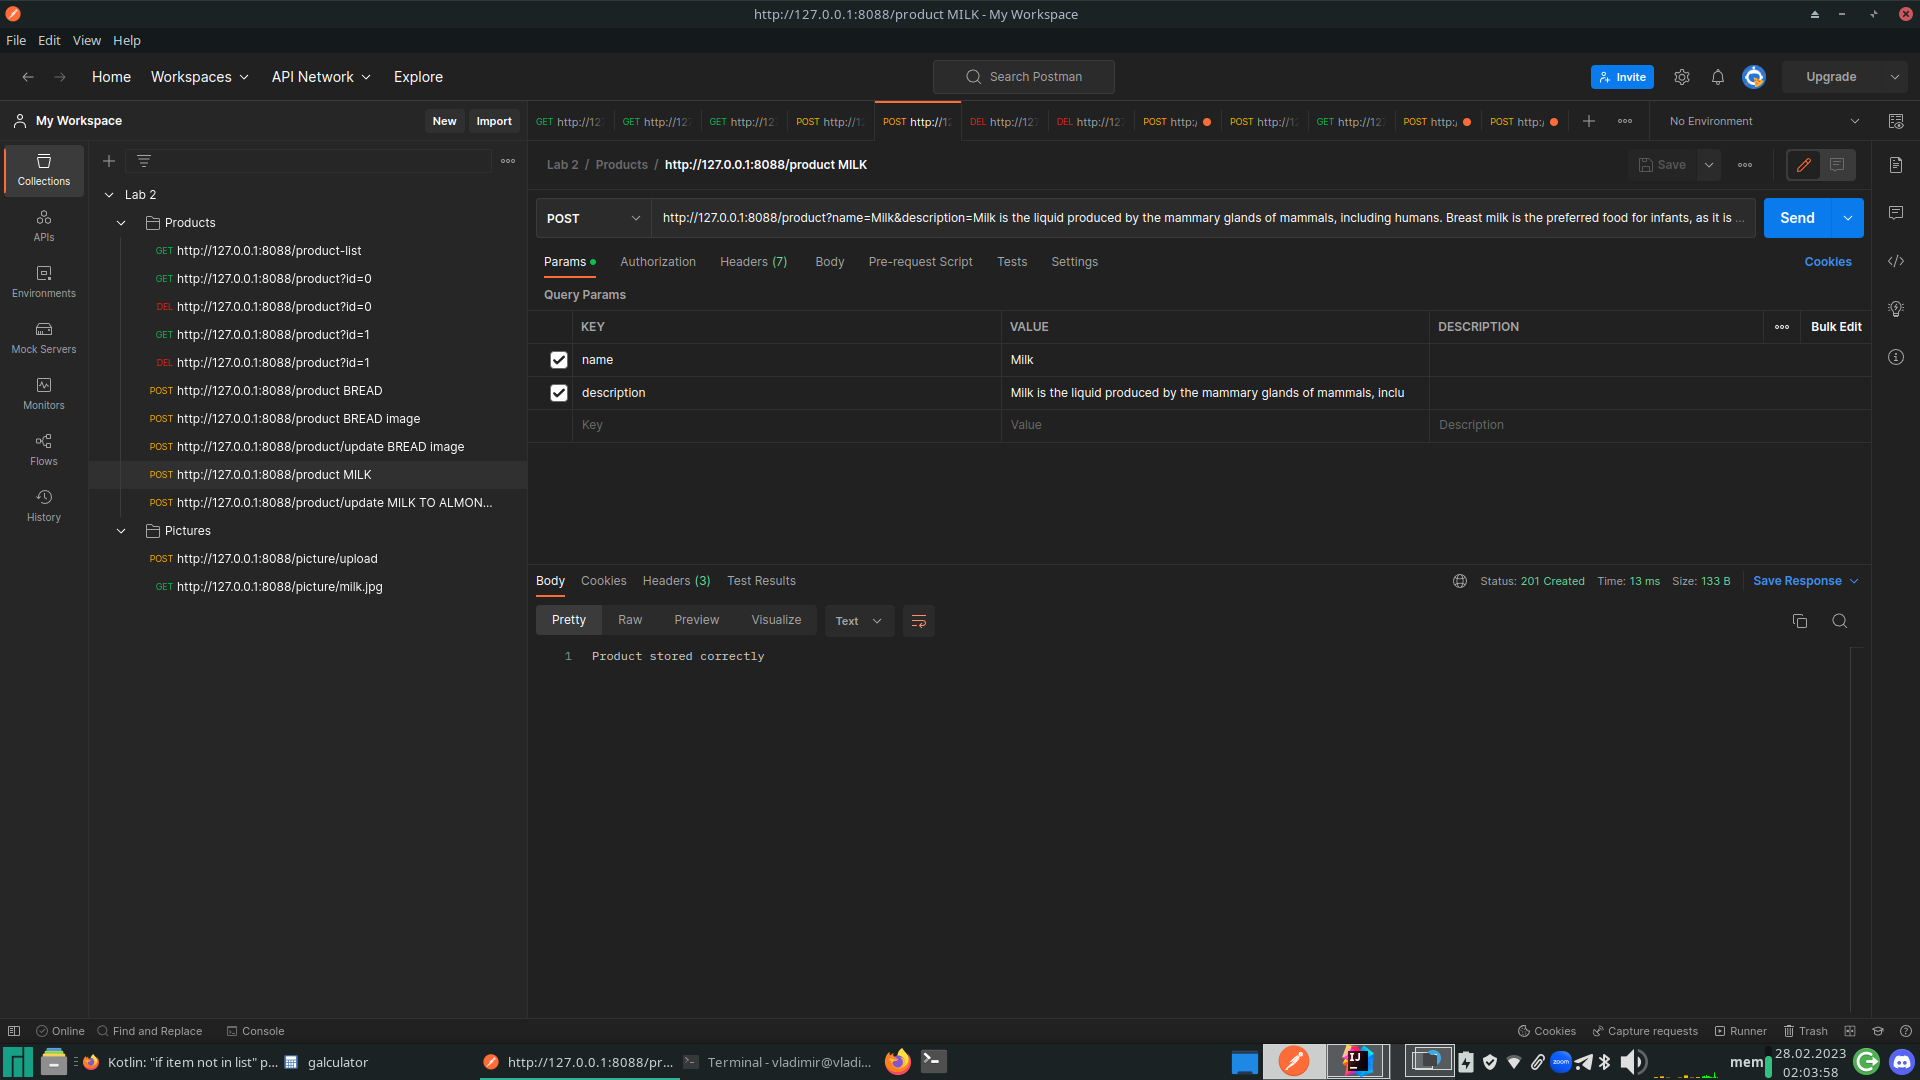 http://127.0.0.1:8088/product MILK - My Workspace
File Edit View Help
Home Workspaces API Network Explore
Search Postman
Invite
Upgrade
My Workspace
New Import
GET http://12
GET http://12
GET http://12
POST http://1
POST http://1
DEL http://12
DEL http://12
POST http:/
POST http://1
GET http://12
POST http:/
POST http:/
No Environment
Collections
APIs
Environments
Mock Servers
Monitors
Flows
History
Lab 2
Products
GET http://127.0.0.1:8088/product-list
GET http://127.0.0.1:8088/product?id=0
DEL http://127.0.0.1:8088/product?id=0
GET http://127.0.0.1:8088/product?id=1
DEL http://127.0.0.1:8088/product?id=1
POST http://127.0.0.1:8088/product BREAD
POST http://127.0.0.1:8088/product BREAD image
POST http://127.0.0.1:8088/product/update BREAD image
POST http://127.0.0.1:8088/product MILK
POST http://127.0.0.1:8088/product/update MILK TO ALMON...
Pictures
POST http://127.0.0.1:8088/picture/upload
GET http://127.0.0.1:8088/picture/milk.jpg
Lab 2 / Products / http://127.0.0.1:8088/product MILK
Save
POST
http://127.0.0.1:8088/product?name=Milk&description=Milk is the liquid produced by the mammary glands of mammals, including humans. Breast milk is the preferred food for infants, as it is ...
Send
Params Authorization Headers (7) Body Pre-request Script Tests Settings
Cookies
Query Params
KEY VALUE DESCRIPTION Bulk Edit
name Milk
description Milk is the liquid produced by the mammary glands of mammals, inclu
Key Value Description
Body Cookies Headers (3) Test Results
Status: 201 Created Time: 13 ms Size: 133 B Save Response
Pretty Raw Preview Visualize Text
1 Product stored correctly
Online Find and Replace Console
Cookies Capture requests Runner Trash
Kotlin: "if item not in list" p...
galculator
http://127.0.0.1:8088/pr...
Terminal - vladimir@vladi...
IJ
zoom
mem
28.02.2023
02:03:58